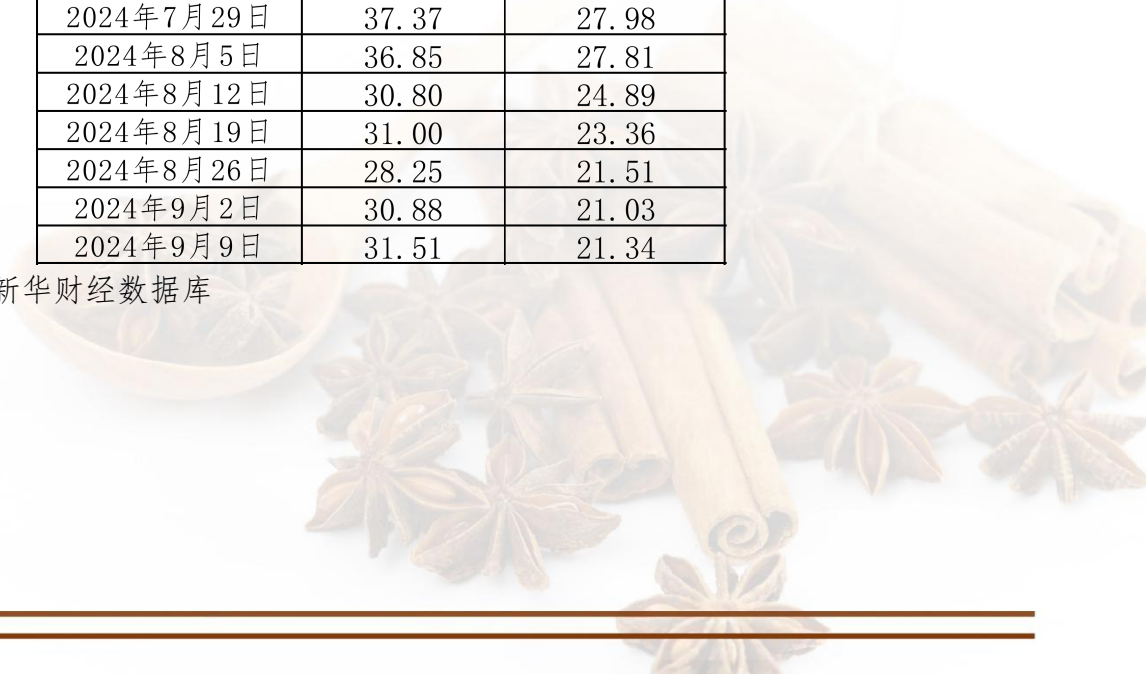 2024年7月29日 37.37 27.98
2024年8月5日 36.85 27.81
2024年8月12日 30.80 24.89
2024年8月19日 31.00 23.36
2024年8月26日 28.25 21.51
2024年9月2日 30.88 21.03
2024年9月9日 31.51 21.34
新华财经数据库